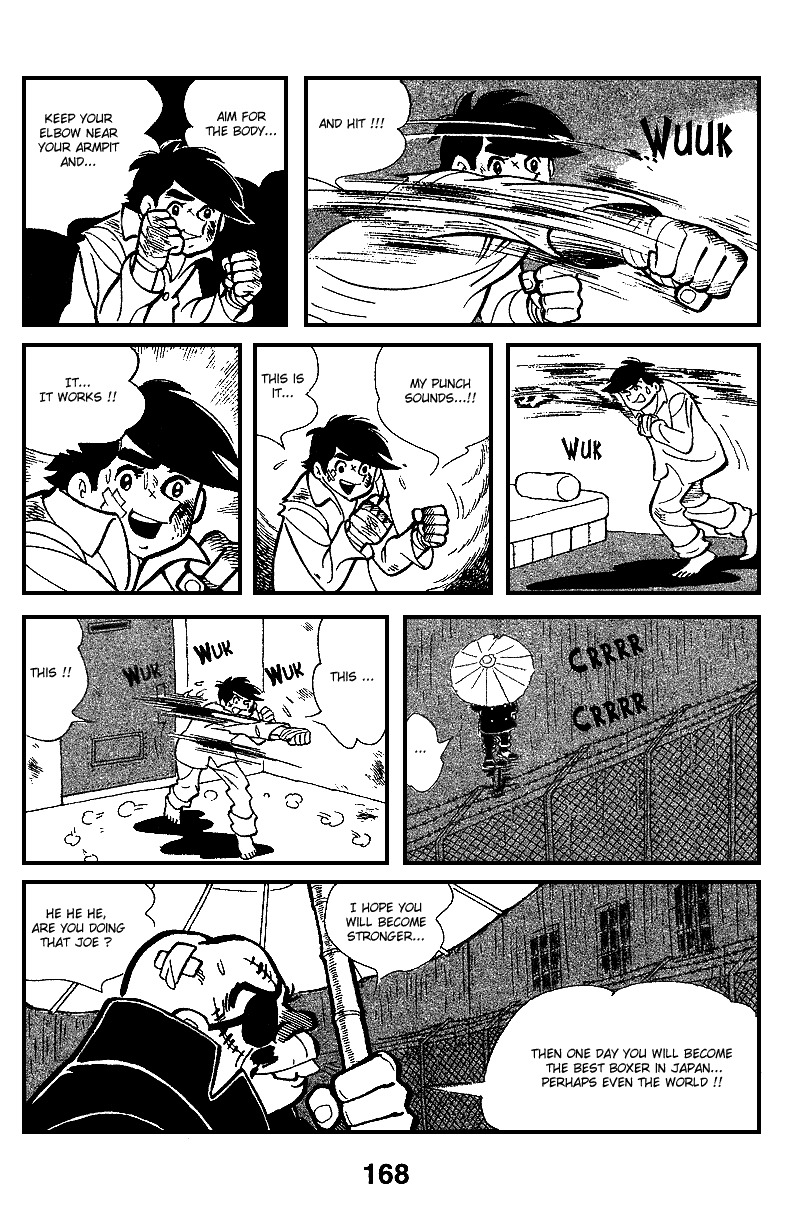 KEEP YOUR
ELBOW NEAR
YOUR ARMPIT
AND...
AIM FOR
THE BODY...
AND HIT !!!
WUUK
IT...
IT WORKS !!
THIS IS
IT...
MY PUNCH
SOUNDS...!!
WUK
THIS !!
WUK
WUK
WUK
THIS ...
...
CRRRR
CRRRR
HE HE HE,
ARE YOU DOING
THAT JOE ?
I HOPE YOU
WILL BECOME
STRONGER...
THEN ONE DAY YOU WILL BECOME
THE BEST BOXER IN JAPAN...
PERHAPS EVEN THE WORLD !!
168